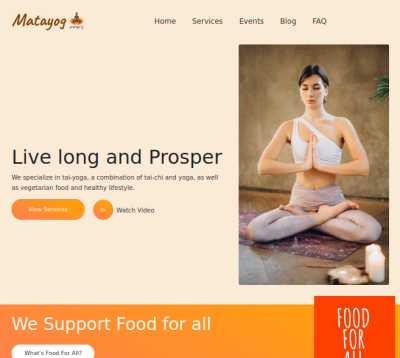 Matayog
Home Services Events Blog FAQ
Live long and Prosper
We specialize in tai-yoga, a combination of tai-chi and yoga, as well
as vegetarian food and healthy lifestyle.
View Services
Watch Video
We Support Food for all
What's Food For All?
FOOD
FOR
ALL